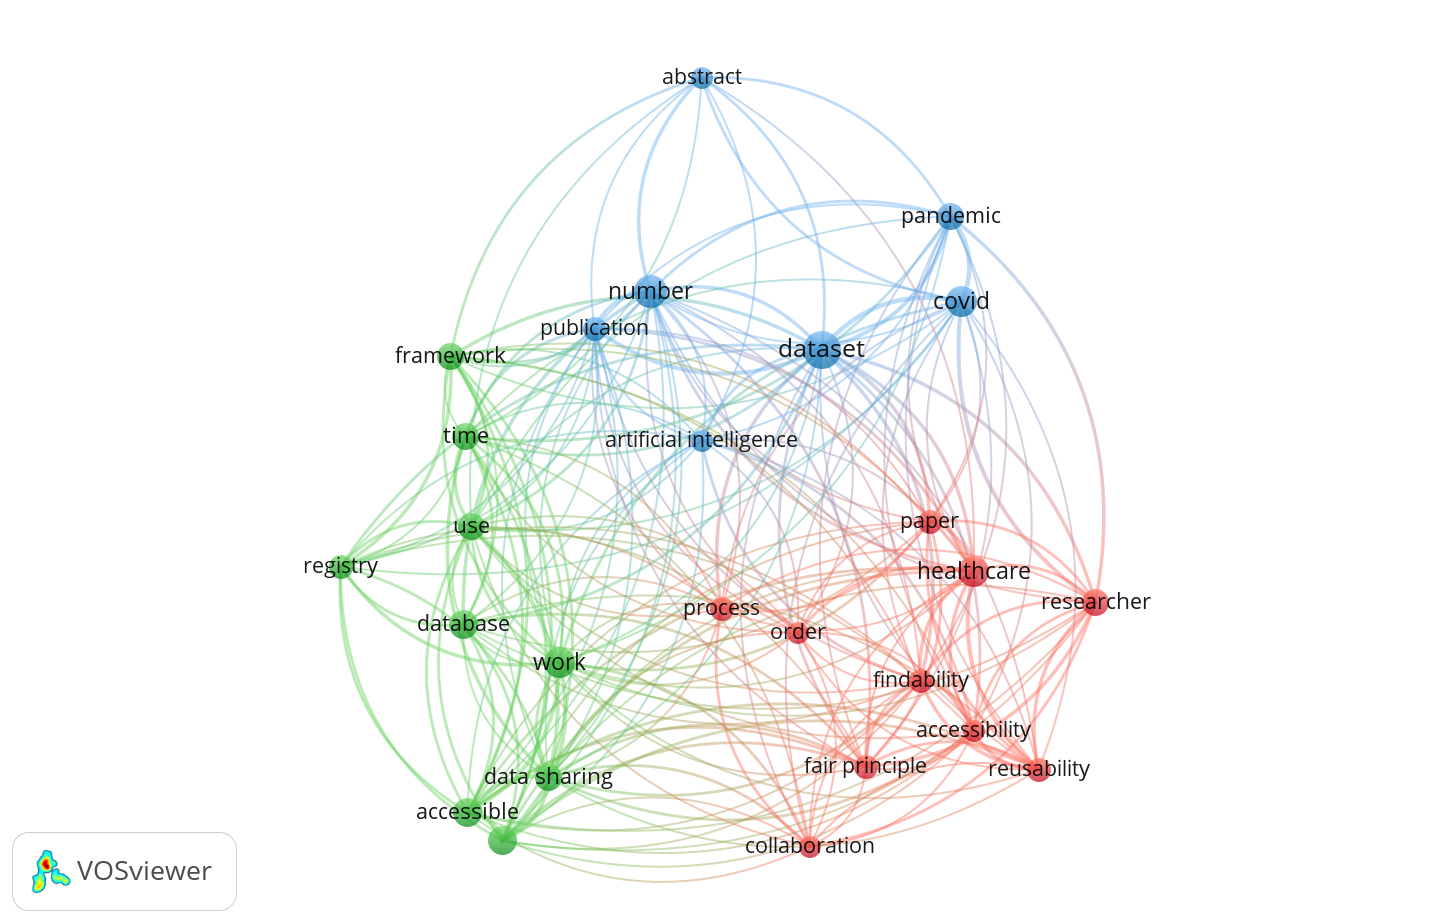 abstract
pandemic
number
covid
publication
dataset
framework
time
artificial intelligence
use
paper
registry
healthcare
researcher
process
database
order
work
findability
accessibility
fair principle
reusability
data sharing
accessible
collaboration
VOSviewer